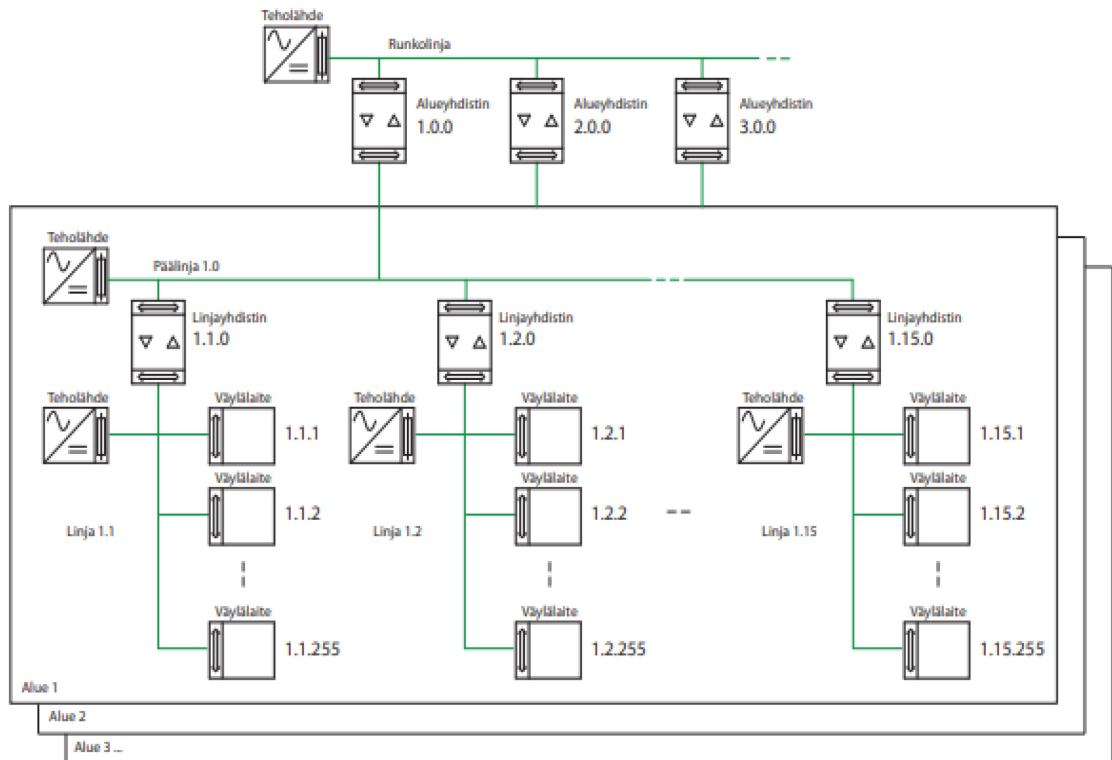 Teholähde
Runkolinja
Alueyhdistin
1.0.0
Alueyhdistin
2.0.0
Alueyhdistin
3.0.0
Teholähde
Päälinja 1.0
Linjayhdistin
1.1.0
Linjayhdistin
1.2.0
Linjayhdistin
1.15.0
Teholähde
Väylälaite
1.1.1
Väylälaite
1.1.2
Linja 1.1
Väylälaite
1.1.255
Teholähde
Väylälaite
1.2.1
Väylälaite
1.2.2
Linja 1.2
Väylälaite
1.2.255
Teholähde
Väylälaite
1.15.1
Väylälaite
1.15.2
Linja 1.15
Väylälaite
1.15.255
Alue 1
Alue 2
Alue 3 ...